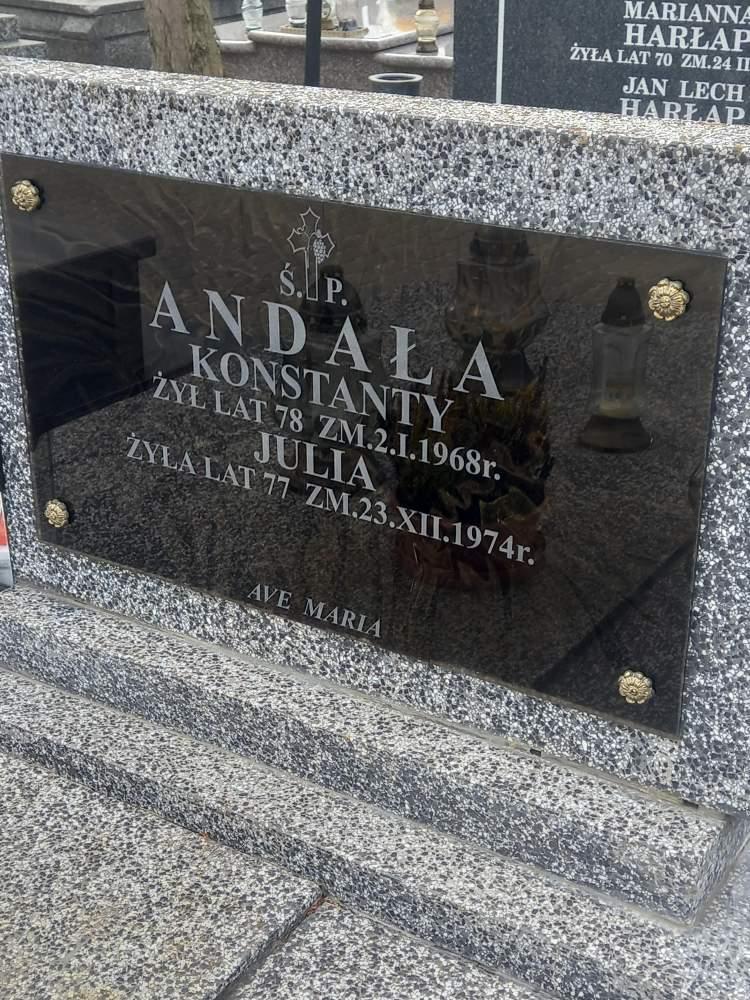 MARIANNA
HARŁAP
ŻYŁA LAT 70 ZM.24 II
JAN LECH
HARŁAP
Ś. P.
ANDAŁA
KONSTANTY
ŻYŁ LAT 78 ZM.2.I.1968r.
JULIA
ŻYŁA LAT 77 ZM.23.XII.1974r.
AVE MARIA